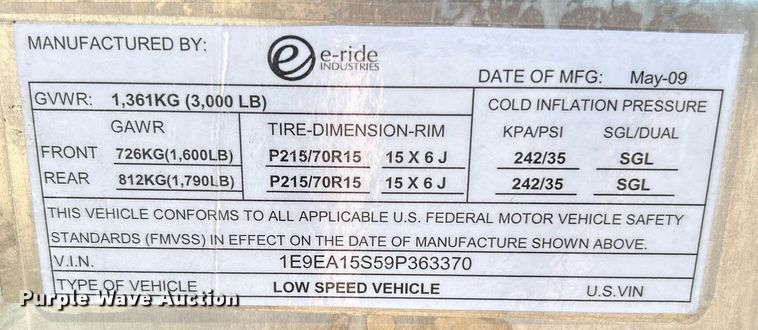 MANUFACTURED BY: e e-ride
INDUSTRIES
DATE OF MFG: May-09
GVWR: 1,361KG (3,000 LB) COLD INFLATION PRESSURE
GAWR TIRE-DIMENSION-RIM KPA/PSI SGL/DUAL
FRONT 726KG(1,600LB) P215/70R15 15 X 6 J 242/35 SGL
REAR 812KG(1,790LB) P215/70R15 15 X 6 J 242/35 SGL
THIS VEHICLE CONFORMS TO ALL APPLICABLE U.S. FEDERAL MOTOR VEHICLE SAFETY
STANDARDS (FMVSS) IN EFFECT ON THE DATE OF MANUFACTURE SHOWN ABOVE.
V.I.N. 1E9EA15S59P363370
TYPE OF VEHICLE LOW SPEED VEHICLE U.S.VIN
Purple Wave Auction